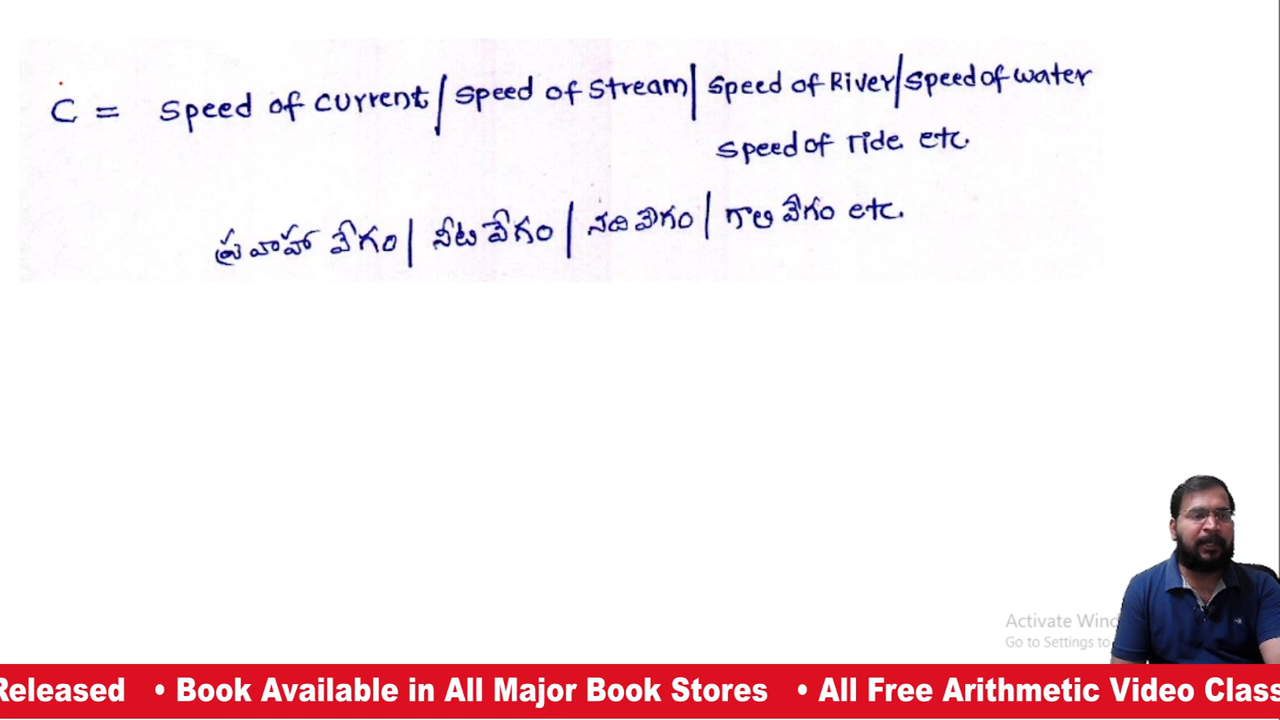 C = Speed of current / Speed of Stream | Speed of River / Speed of water
Speed of ride etc.
ప్రవాహా వేగం | నీటి వేగం | నది వేగం | గాలి వేగం etc.
Activate Wind
Go to Settings to
Released • Book Available in All Major Book Stores • All Free Arithmetic Video Class